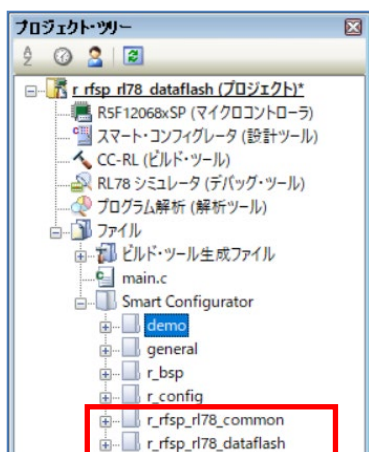 プロジェクト・ツリー
r_rfsp_rl78_dataflash (プロジェクト)*
R5F12068xSP (マイクロコントローラ)
スマート・コンフィグレータ (設計ツール)
CC-RL (ビルド・ツール)
RL78 シミュレータ (デバッグ・ツール)
プログラム解析 (解析ツール)
ファイル
ビルド・ツール生成ファイル
main.c
Smart Configurator
demo
general
r_bsp
r_config
r_rfsp_rl78_common
r_rfsp_rl78_dataflash